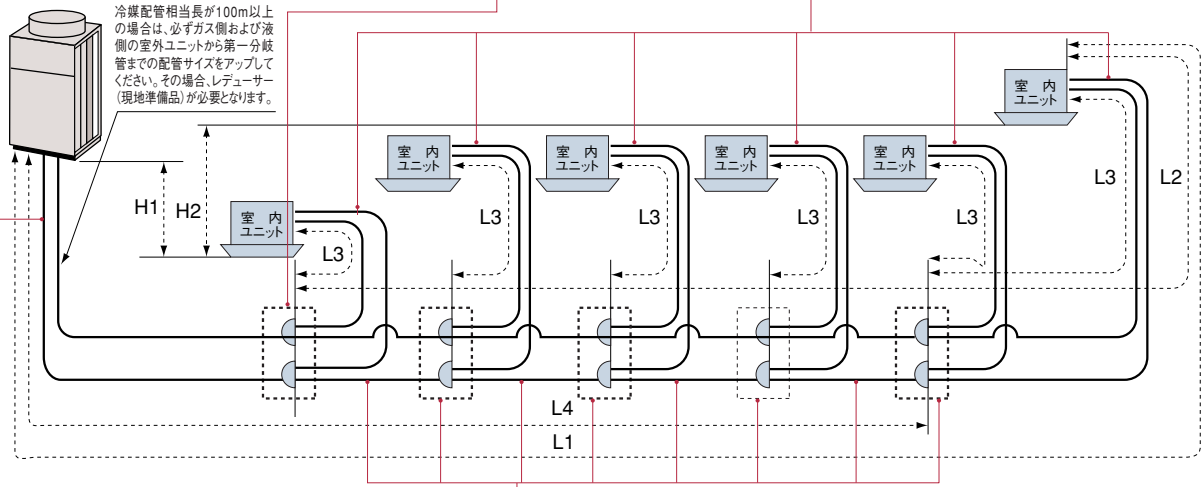 冷媒配管相当長が100m以上
の場合は、必ずガス側および液
側の室外ユニットから第一分岐
管までの配管サイズをアップして
ください。その場合、レデューサー
(現地準備品)が必要となります。
室 内
ユニット
室 内
ユニット
室 内
ユニット
室 内
ユニット
室 内
ユニット
室 内
ユニット
H1
H2
L3
L3
L3
L3
L3
L3
L2
L4
L1